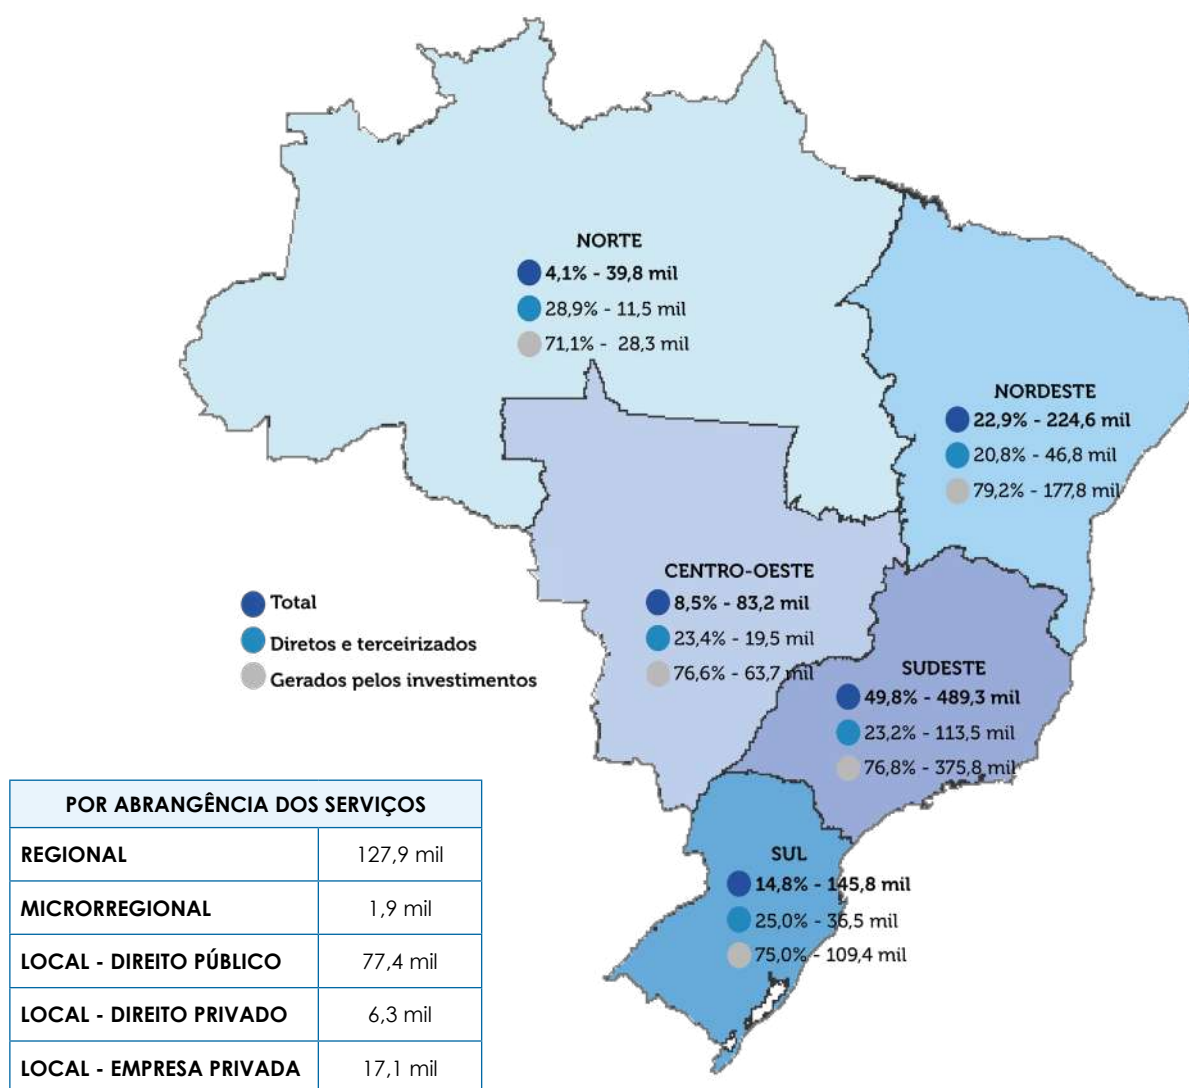 NORTE
4,1% - 39,8 mil
28,9% - 11,5 mil
71,1% - 28,3 mil
NORDESTE
22,9% - 224,6 mil
20,8% - 46,8 mil
79,2% - 177,8 mil
CENTRO-OESTE
8,5% - 83,2 mil
23,4% - 19,5 mil
76,6% - 63,7 mil
Total
Diretos e terceirizados
Gerados pelos investimentos
SUDESTE
49,8% - 489,3 mil
23,2% - 113,5 mil
76,8% - 375,8 mil
SUL
14,8% - 145,8 mil
25,0% - 36,5 mil
75,0% - 109,4 mil
POR ABRANGÊNCIA DOS SERVIÇOS
REGIONAL 127,9 mil
MICRORREGIONAL 1,9 mil
LOCAL - DIREITO PÚBLICO 77,4 mil
LOCAL - DIREITO PRIVADO 6,3 mil
LOCAL - EMPRESA PRIVADA 17,1 mil